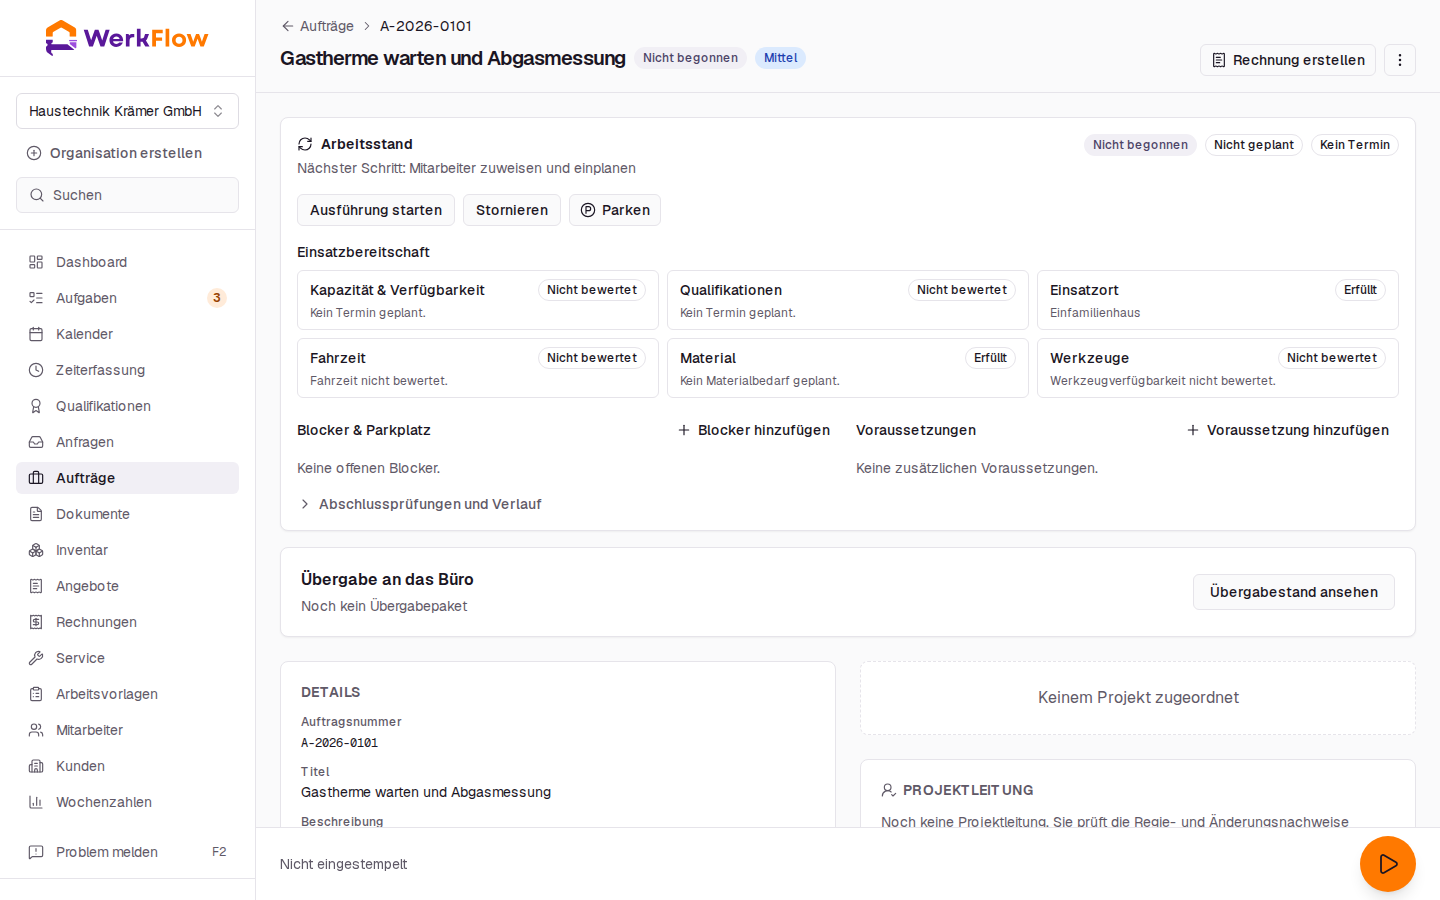 WerkFlow
Haustechnik Krämer GmbH
Organisation erstellen
Suchen
Dashboard
Aufgaben 3
Kalender
Zeiterfassung
Qualifikationen
Anfragen
Aufträge
Dokumente
Inventar
Angebote
Rechnungen
Service
Arbeitsvorlagen
Mitarbeiter
Kunden
Wochenzahlen
Problem melden F2
Aufträge > A-2026-0101
Gastherme warten und Abgasmessung Nicht begonnen Mittel
Rechnung erstellen
Arbeitsstand Nicht begonnen Nicht geplant Kein Termin
Nächster Schritt: Mitarbeiter zuweisen und einplanen
Ausführung starten Stornieren Parken
Einsatzbereitschaft
Kapazität & Verfügbarkeit Nicht bewertet
Kein Termin geplant.
Qualifikationen Nicht bewertet
Kein Termin geplant.
Einsatzort Erfüllt
Einfamilienhaus
Fahrzeit Nicht bewertet
Fahrzeit nicht bewertet.
Material Erfüllt
Kein Materialbedarf geplant.
Werkzeuge Nicht bewertet
Werkzeugverfügbarkeit nicht bewertet.
Blocker & Parkplatz + Blocker hinzufügen
Keine offenen Blocker.
Voraussetzungen + Voraussetzung hinzufügen
Keine zusätzlichen Voraussetzungen.
Abschlussprüfungen und Verlauf
Übergabe an das Büro
Noch kein Übergabepaket
Übergabestand ansehen
DETAILS
Auftragsnummer
A-2026-0101
Titel
Gastherme warten und Abgasmessung
Beschreibung
Keinem Projekt zugeordnet
PROJEKTLEITUNG
Noch keine Projektleitung. Sie prüft die Regie- und Änderungsnachweise
Nicht eingestempelt